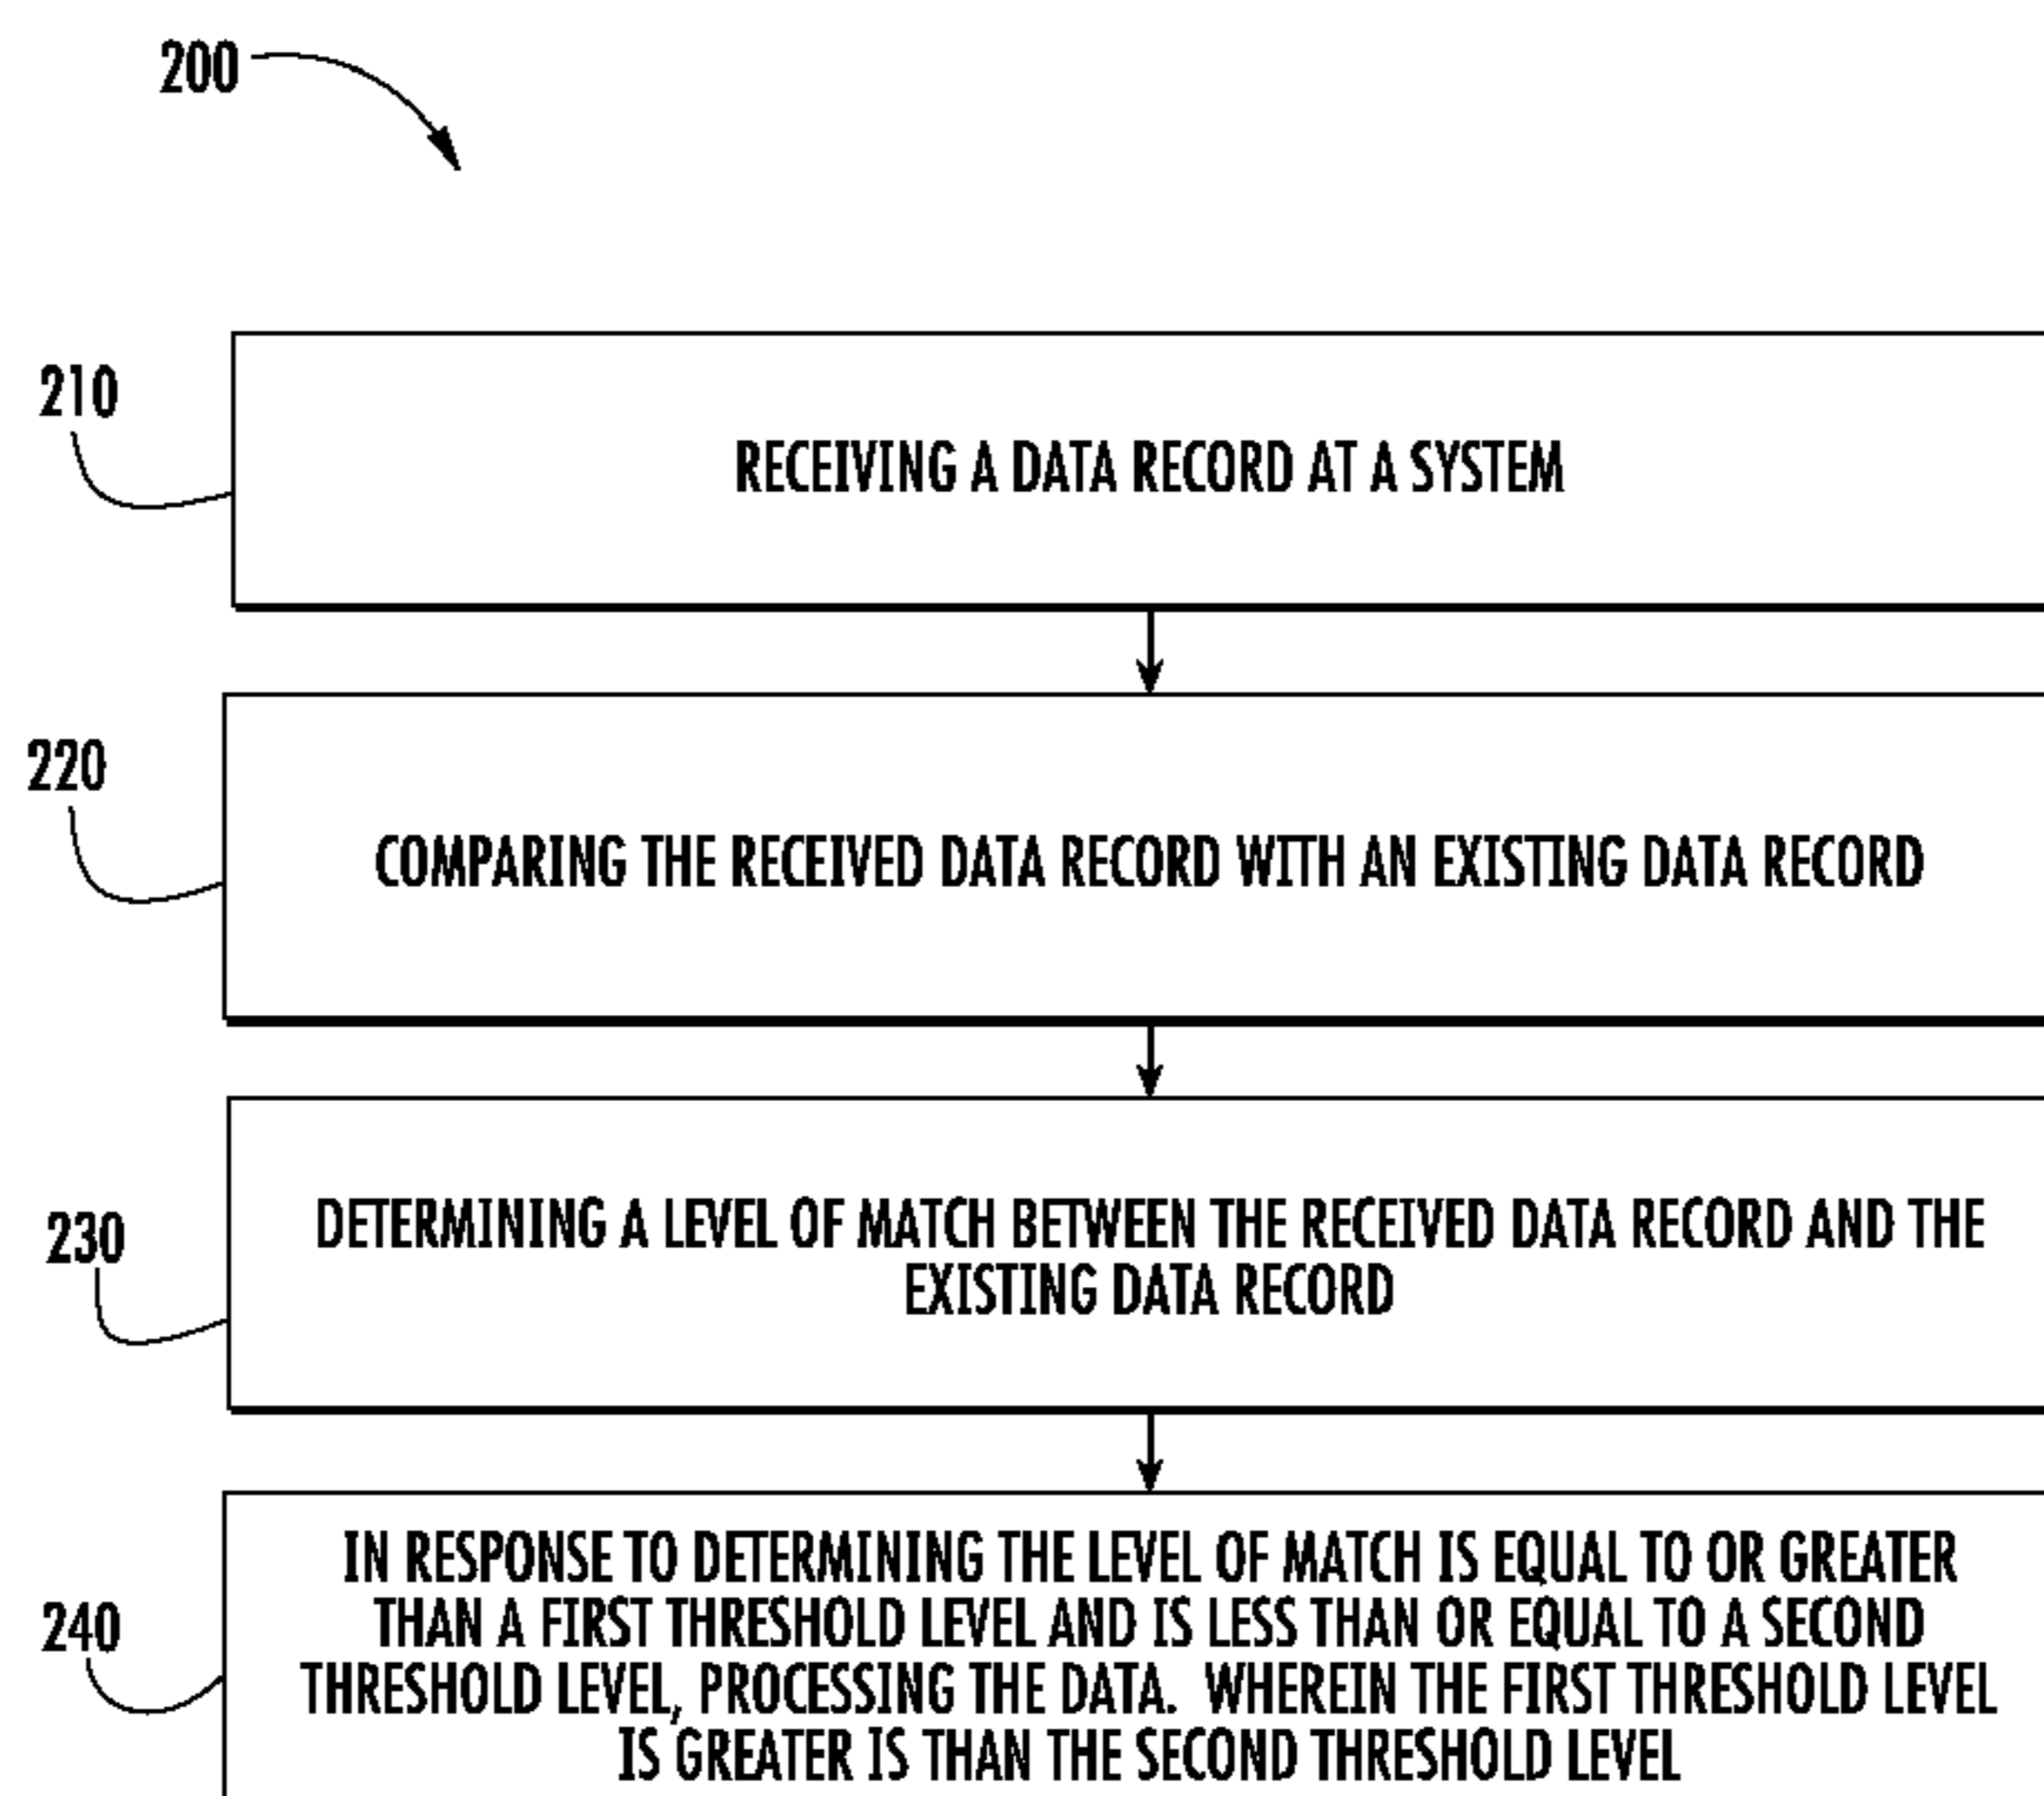 200
210
RECEIVING A DATA RECORD AT A SYSTEM
220
COMPARING THE RECEIVED DATA RECORD WITH AN EXISTING DATA RECORD
230
DETERMINING A LEVEL OF MATCH BETWEEN THE RECEIVED DATA RECORD AND THE
EXISTING DATA RECORD
240
IN RESPONSE TO DETERMINING THE LEVEL OF MATCH IS EQUAL TO OR GREATER
THAN A FIRST THRESHOLD LEVEL AND IS LESS THAN OR EQUAL TO A SECOND
THRESHOLD LEVEL, PROCESSING THE DATA. WHEREIN THE FIRST THRESHOLD LEVEL
IS GREATER IS THAN THE SECOND THRESHOLD LEVEL